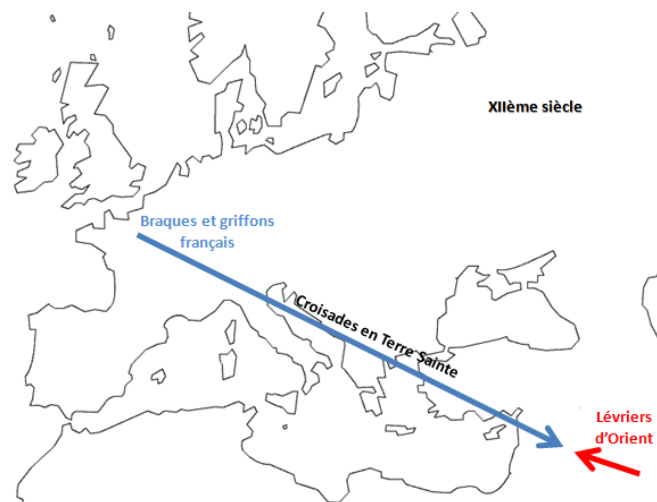 XIIème siècle
Braques et griffons
français
Croisades en Terre Sainte
Lévriers
d'Orient